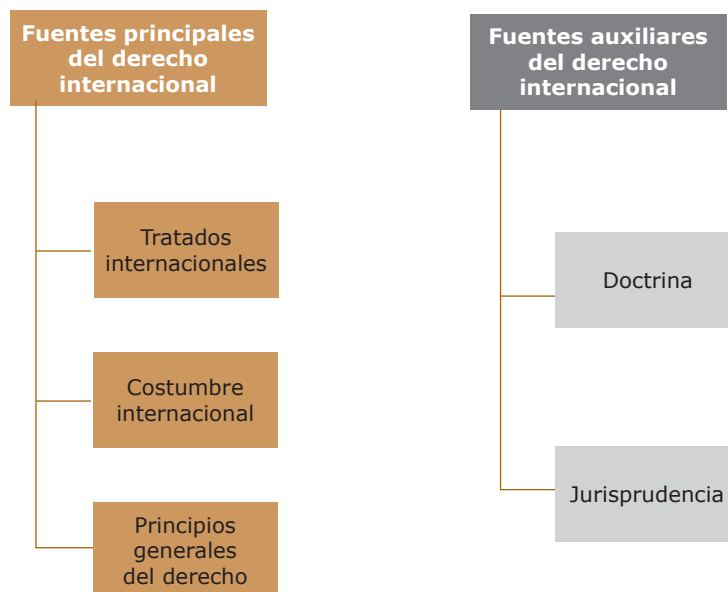 Fuentes principales
del derecho
internacional
Tratados
internacionales
Costumbre
internacional
Principios
generales
del derecho
Fuentes auxiliares
del derecho
internacional
Doctrina
Jurisprudencia